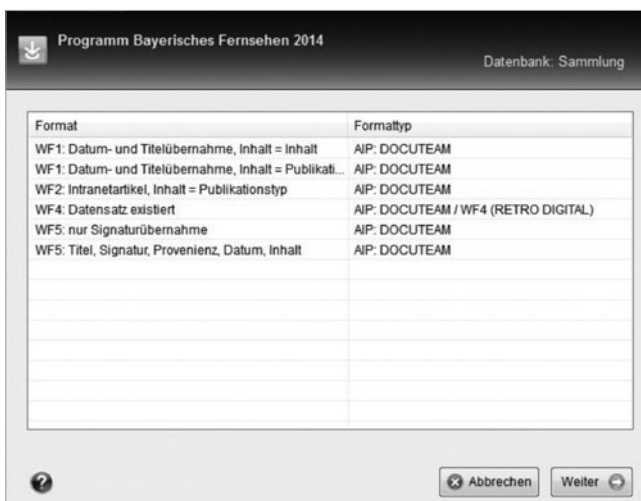 Programm Bayerisches Fernsehen 2014
Datenbank: Sammlung
Format Formattyp
WF1: Datum- und Titelübernahme, Inhalt = Inhalt AIP: DOCUTEAM
WF1: Datum- und Titelübernahme, Inhalt = Publikati... AIP: DOCUTEAM
WF2: Intranetartikel, Inhalt = Publikationstyp AIP: DOCUTEAM
WF4: Datensatz existiert AIP: DOCUTEAM / WF4 (RETRO DIGITAL)
WF5: nur Signaturübernahme AIP: DOCUTEAM
WF5: Titel, Signatur, Provenienz, Datum, Inhalt AIP: DOCUTEAM
? Abbrechen Weiter